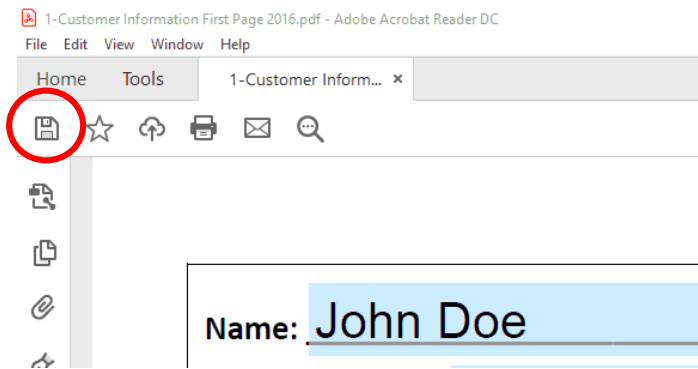 1-Customer Information First Page 2016.pdf - Adobe Acrobat Reader DC
File Edit View Window Help
Home Tools 1-Customer Inform... ×
Name: John Doe